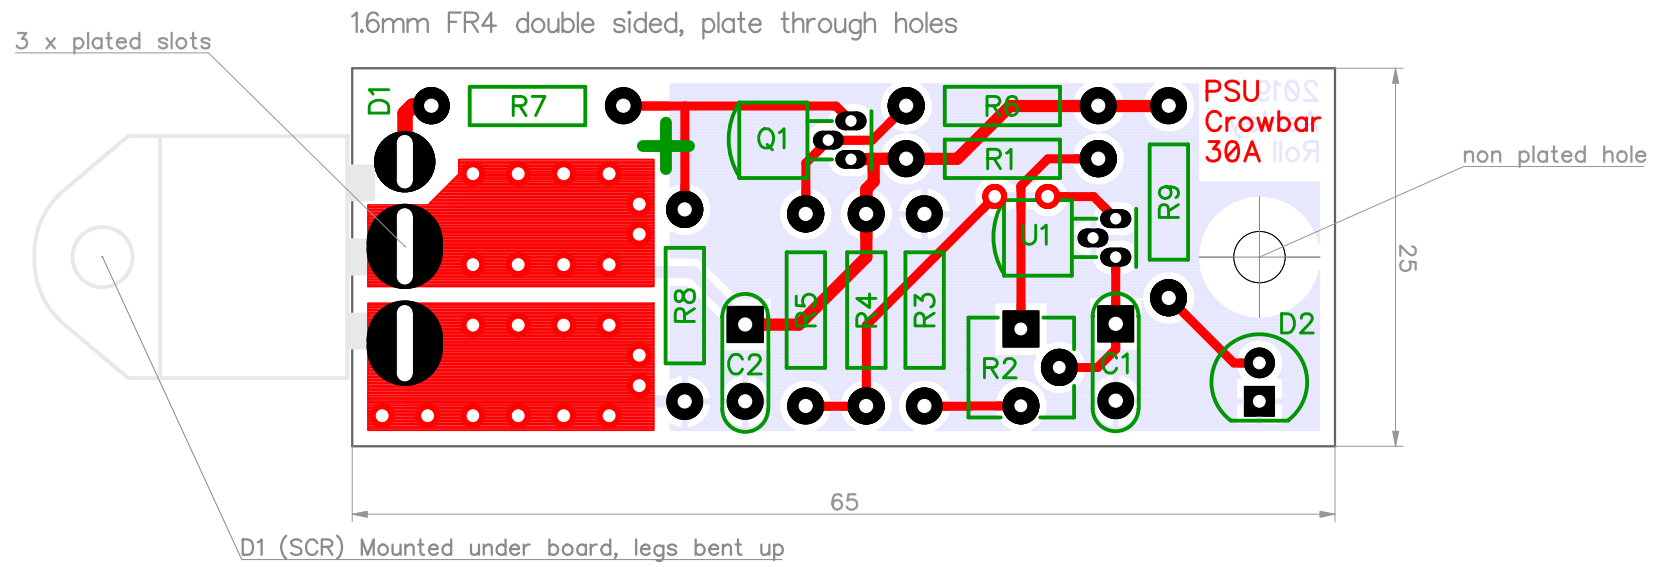 1.6mm FR4 double sided, plate through holes
3 x plated slots
D1
R7
Q1
R6
R1
PSU
Crowbar
30A
2019
Roll
non plated hole
R9
U1
25
R8
R5
R4
R3
D2
C2
R2
C1
65
D1 (SCR) Mounted under board, legs bent up